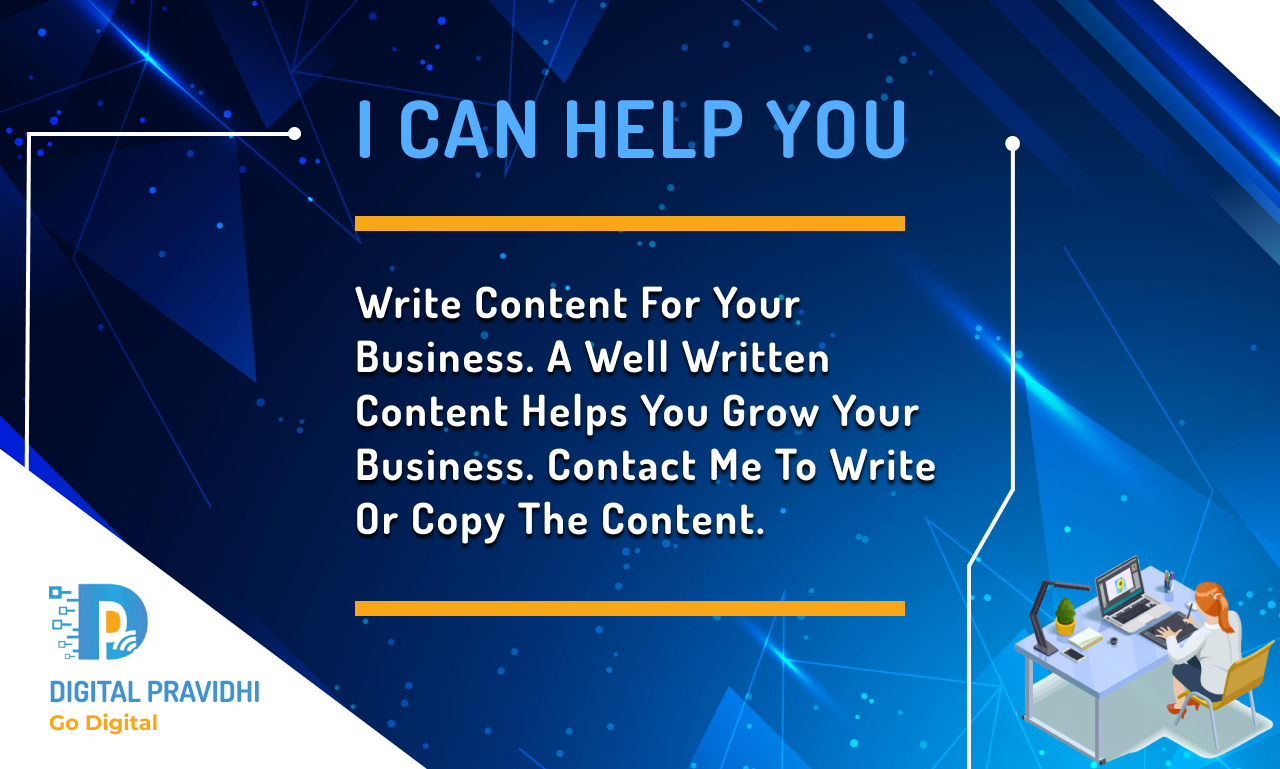 I CAN HELP YOU
Write Content For Your
Business. A Well Written
Content Helps You Grow Your
Business. Contact Me To Write
Or Copy The Content.
DIGITAL PRAVIDHI
Go Digital